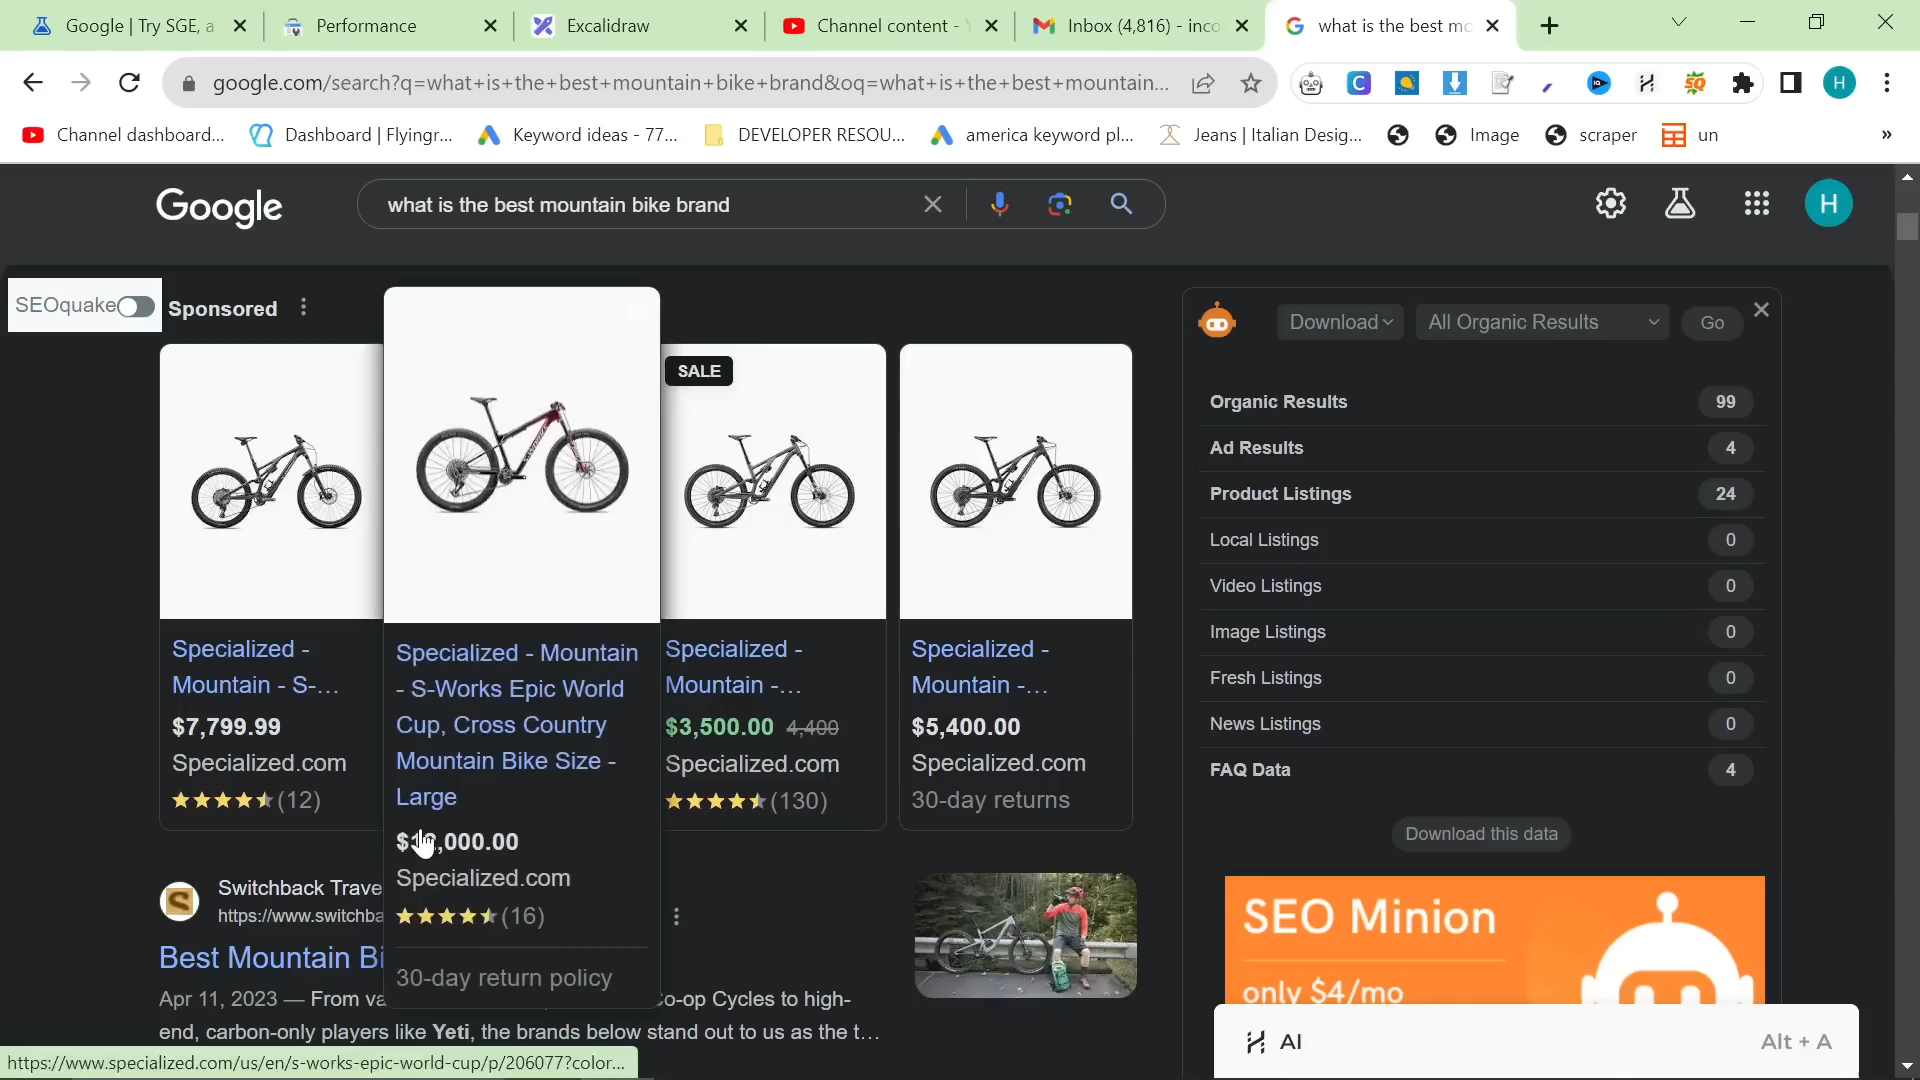 Google | Try SGE, a
Performance
Excalidraw
Channel content - Y
Inbox (4,816) - inco
what is the best mo
google.com/search?q=what+is+the+best+mountain+bike+brand&oq=what+is+the+best+mountain...
H
Channel dashboard...
Dashboard | Flyingr...
Keyword ideas - 77...
DEVELOPER RESOU...
america keyword pl...
Jeans | Italian Desig...
Image
scraper
un
»
Google
what is the best mountain bike brand
H
SEOquake
Sponsored
Download
All Organic Results
Go
SALE
Organic Results 99
Ad Results 4
Product Listings 24
Local Listings 0
Video Listings 0
Image Listings 0
Fresh Listings 0
News Listings 0
FAQ Data 4
Download this data
Specialized -
Mountain - S-...
$7,799.99
Specialized.com
(12)
Specialized - Mountain
- S-Works Epic World
Cup, Cross Country
Mountain Bike Size -
Large
,000.00
Specialized.com
(16)
30-day return policy
Specialized -
Mountain -...
$3,500.00 4,400
Specialized.com
(130)
Specialized -
Mountain -...
$5,400.00
Specialized.com
30-day returns
S
Switchback Trave
https://www.switchba
Best Mountain Bi
Apr 11, 2023 — From va
o-op Cycles to high-
end, carbon-only players like Yeti, the brands below stand out to us as the t...
SEO Minion
only $4/mo
AI
Alt + A
https://www.specialized.com/us/en/s-works-epic-world-cup/p/206077?color...